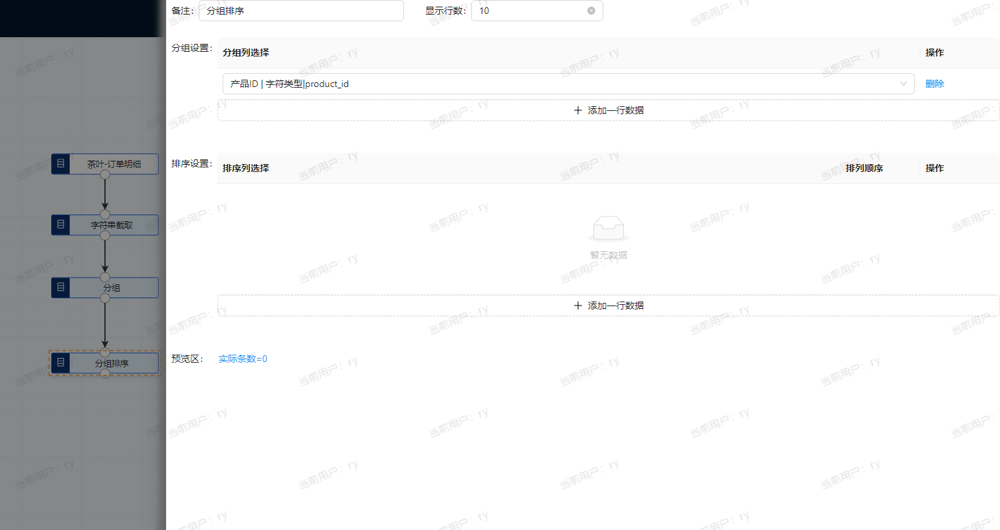 备注： 分组排序 显示行数： 10
分组设置： 分组列选择 操作
产品ID | 字符类型|product_id 删除
添加一行数据
排序设置： 排序列选择 排列顺序 操作
暂无数据
添加一行数据
预览区： 实际条数=0
茶叶-订单明细
字符串截取
分组
分组排序
当前用户：ry